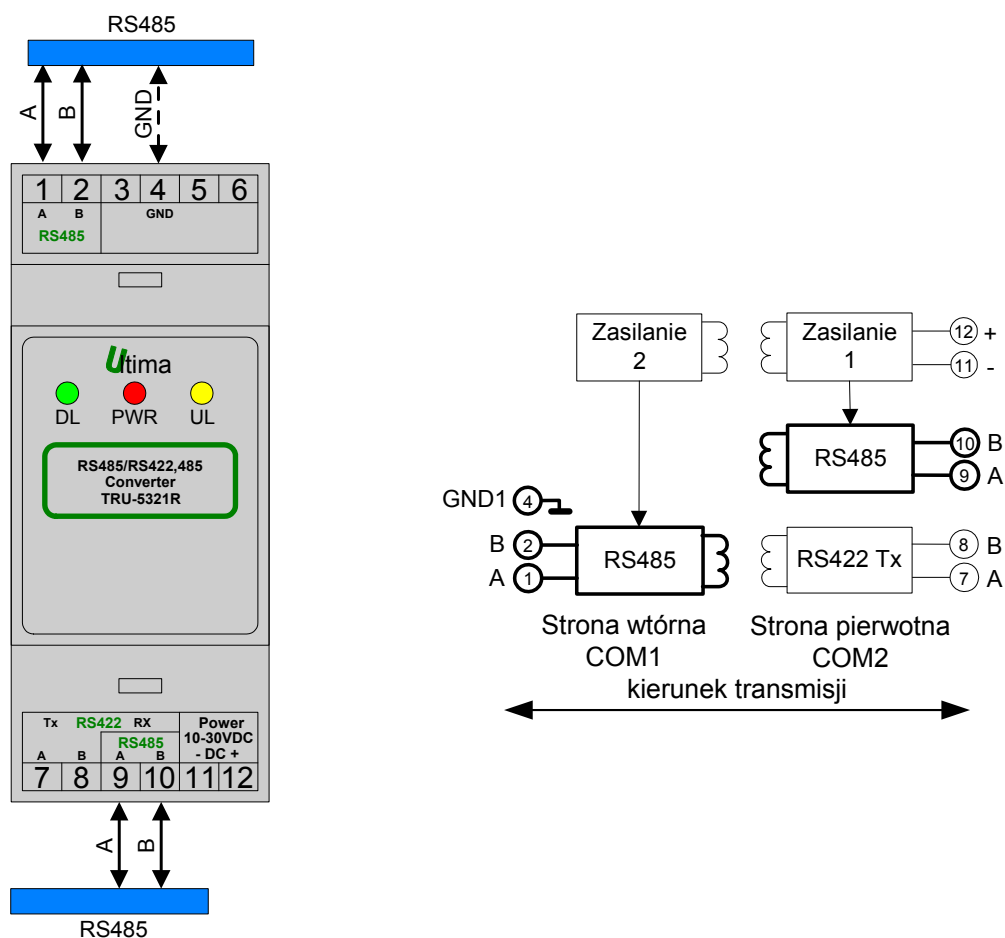 RS485
A
B
GND
1 2 3 4 5 6
A B GND
RS485
Ultima
DL PWR UL
RS485/RS422,485
Converter
TRU-5321R
Tx RS422 RX Power
10-30VDC
RS485
- DC +
A B A B
7 8 9 10 11 12
A
B
RS485
Zasilanie
2
Zasilanie
1
12 +
11 -
RS485
10 B
9 A
GND1 4
B 2
A 1
RS485
RS422 Tx
8 B
7 A
Strona wtórna
COM1
Strona pierwotna
COM2
kierunek transmisji